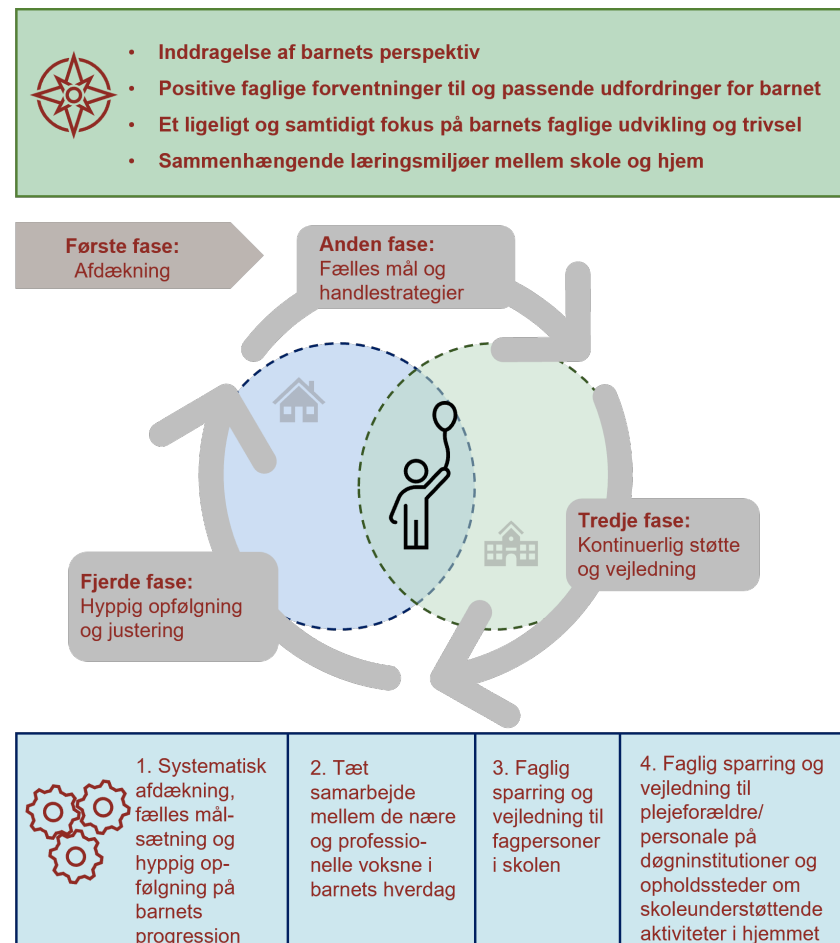 • Inddragelse af barnets perspektiv
• Positive faglige forventninger til og passende udfordringer for barnet
• Et ligeligt og samtidigt fokus på barnets faglige udvikling og trivsel
• Sammenhængende læringsmiljøer mellem skole og hjem
Første fase:
Afdækning
Anden fase:
Fælles mål og
handlestrategier
Tredje fase:
Kontinuerlig støtte
og vejledning
Fjerde fase:
Hyppig opfølgning
og justering
1. Systematisk
afdækning,
fælles mål-
sætning og
hyppig op-
følgning på
barnets
progression
2. Tæt
samarbejde
mellem de nære
og professio-
nelle voksne i
barnets hverdag
3. Faglig
sparring og
vejledning til
fagpersoner
i skolen
4. Faglig sparring og
vejledning til
plejeforældre/
personale på
døgninstitutioner og
opholdssteder om
skoleunderstøttende
aktiviteter i hjemmet